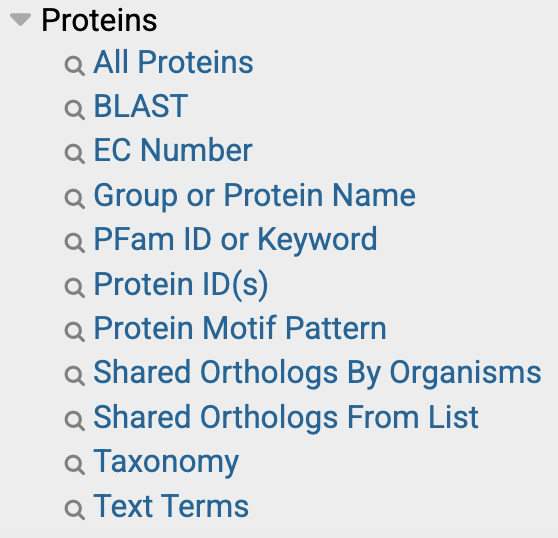 Proteins
All Proteins
BLAST
EC Number
Group or Protein Name
PFam ID or Keyword
Protein ID(s)
Protein Motif Pattern
Shared Orthologs By Organisms
Shared Orthologs From List
Taxonomy
Text Terms